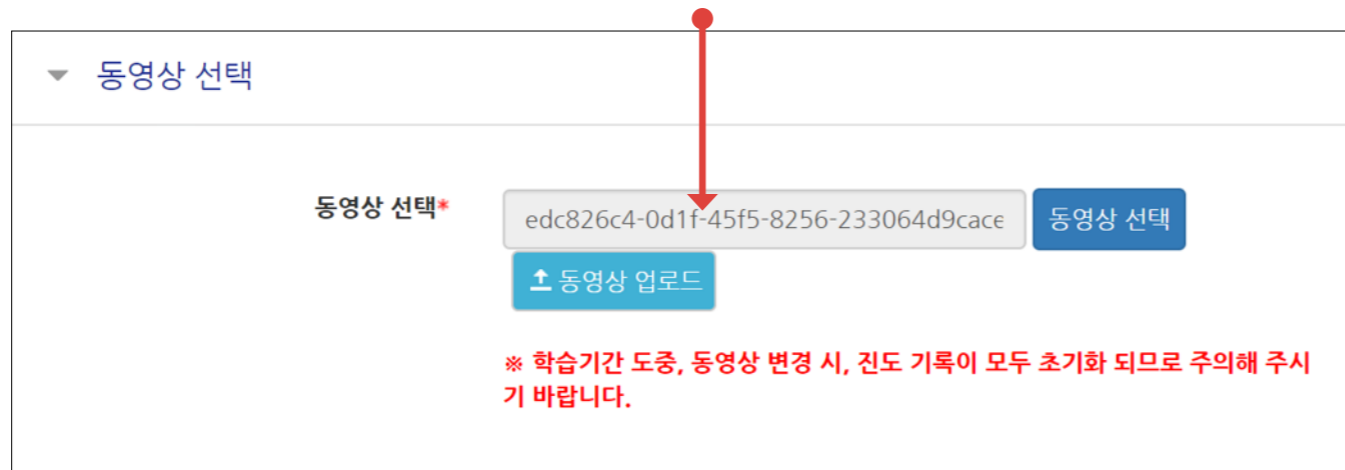 동영상 선택
동영상 선택*
edc826c4-0d1f-45f5-8256-233064d9cace
동영상 선택
동영상 업로드
※ 학습기간 도중, 동영상 변경 시, 진도 기록이 모두 초기화 되므로 주의해 주시
기 바랍니다.